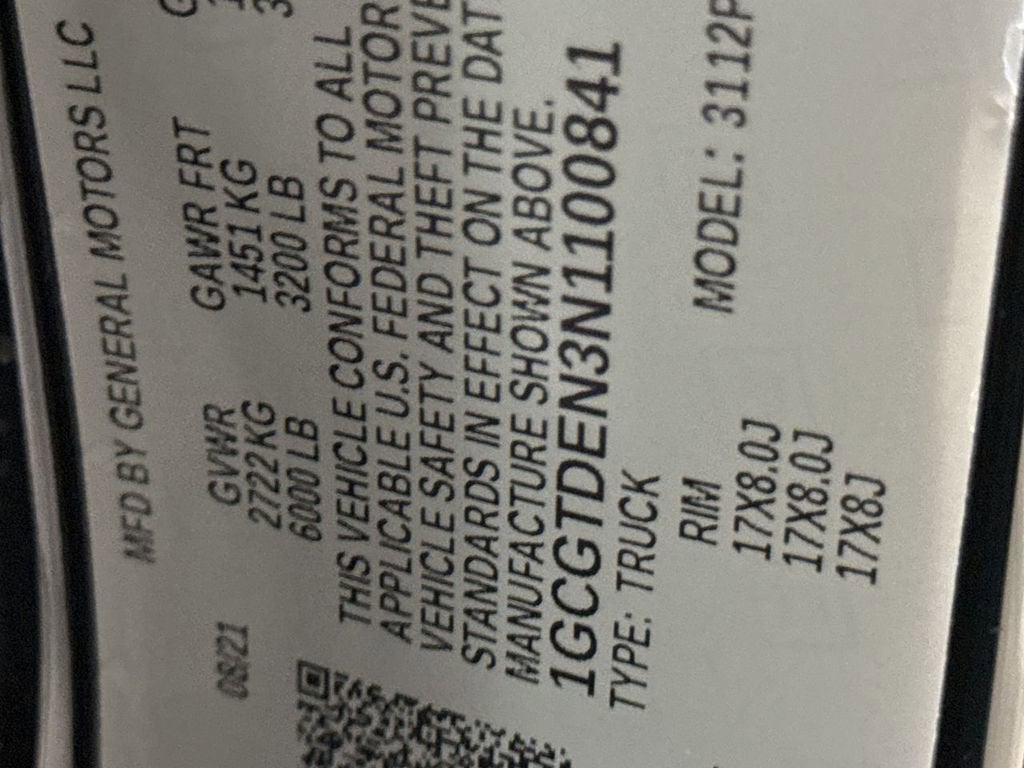 MFD BY GENERAL MOTORS LLC
08/21 GVWR GAWR FRT
2722 KG 1451 KG
6000 LB 3200 LB
THIS VEHICLE CONFORMS TO ALL
APPLICABLE U.S. FEDERAL MOTOR
VEHICLE SAFETY AND THEFT PREVE
STANDARDS IN EFFECT ON THE DAT
MANUFACTURE SHOWN ABOVE.
1GCGTDEN3N1100841
TYPE: TRUCK MODEL: 3112P
RIM
17X8.0J
17X8.0J
17X8J